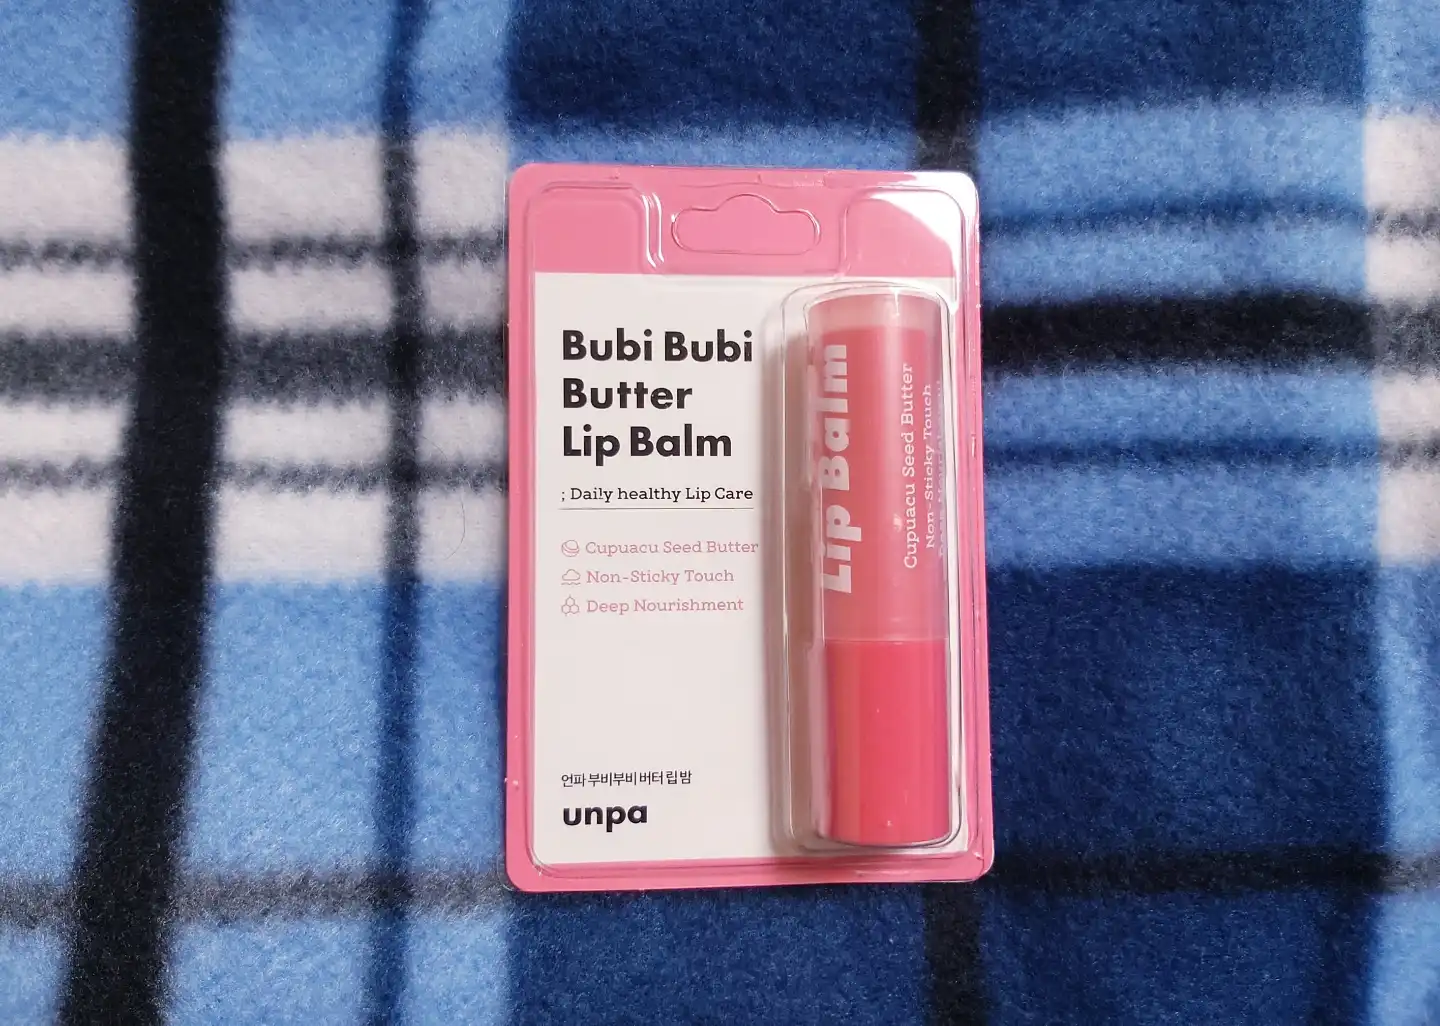 Bubi Bubi
Butter
Lip Balm
; Daily healthy Lip Care
Cupuacu Seed Butter
Non-Sticky Touch
Deep Nourishment
언파 부비부비 버터 립 밤
unpa
Lip Balm
Cupuacu Seed Butter
Non-Sticky Touch